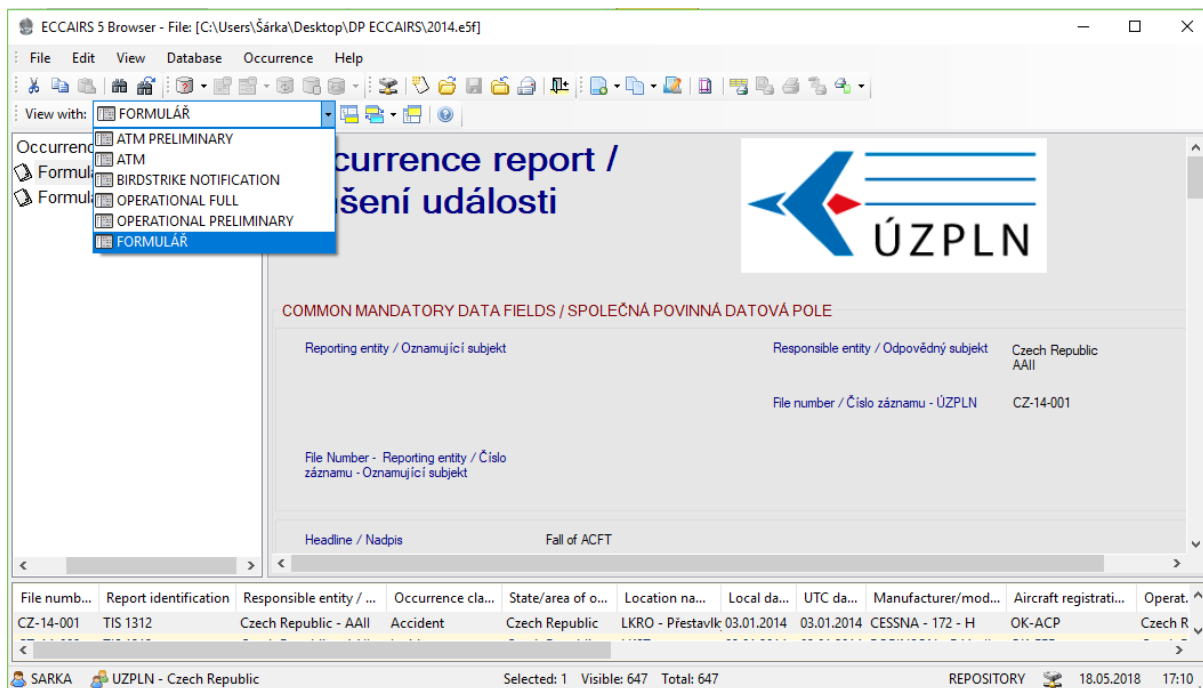 ECCAIRS 5 Browser - File: [C:\Users\Šárka\Desktop\DP ECCAIRS\2014.e5f]
File Edit View Database Occurrence Help
View with: FORMULÁŘ
ATM PRELIMINARY
ATM
BIRDSTRIKE NOTIFICATION
OPERATIONAL FULL
OPERATIONAL PRELIMINARY
FORMULÁŘ
Occurrenc
Formul
Formul
currence report /
šení události
ÚZPLN
COMMON MANDATORY DATA FIELDS / SPOLEČNÁ POVINNÁ DATOVÁ POLE
Reporting entity / Oznamující subjekt
Responsible entity / Odpovědný subjekt
Czech Republic
AAII
File number / Číslo záznamu - ÚZPLN
CZ-14-001
File Number - Reporting entity / Číslo
záznamu - Oznamující subjekt
Headline / Nadpis
Fall of ACFT
File numb... Report identification Responsible entity / ... Occurrence cla... State/area of o... Location na... Local da... UTC da... Manufacturer/mod... Aircraft registrati... Operat.
CZ-14-001 TIS 1312 Czech Republic - AAII Accident Czech Republic LKRO - Přestavlk 03.01.2014 03.01.2014 CESSNA - 172 - H OK-ACP Czech R
SARKA UZPLN - Czech Republic Selected: 1 Visible: 647 Total: 647 REPOSITORY 18.05.2018 17:10